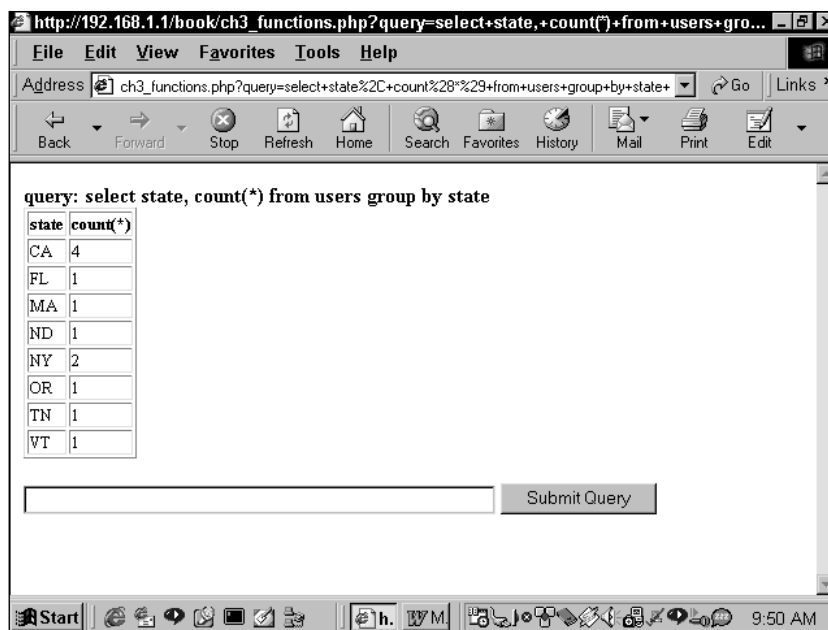 http://192.168.1.1/book/ch3_functions.php?query=select+state,+count(*)+from+users+gro...
File Edit View Favorites Tools Help
Address ch3_functions.php?query=select+state%2C+count%28*%29+from+users+group+by+state+ Go Links
Back Forward Stop Refresh Home Search Favorites History Mail Print Edit
query: select state, count(*) from users group by state
state count(*)
CA 4
FL 1
MA 1
ND 1
NY 2
OR 1
TN 1
VT 1
Submit Query
Start h. M. 9:50 AM